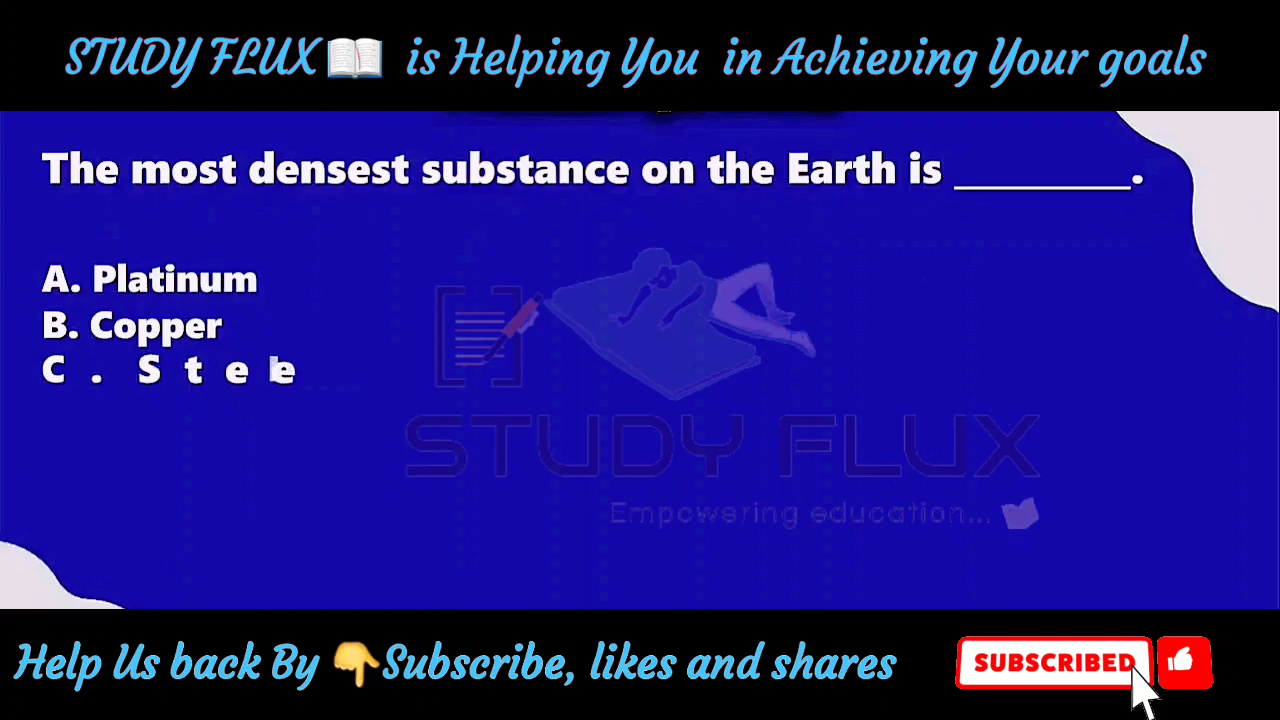 STUDY FLUX📖 is Helping You in Achieving Your goals
The most densest substance on the Earth is _________.
A. Platinum
B. Copper
C . S t e e
STUDY FLUX
Empowering education...
Help Us back By 👇Subscribe, likes and shares
SUBSCRIBED